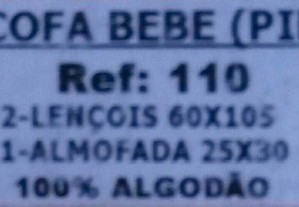 COFA BEBE (PI
Ref: 110
2-LENÇOIS 60X105
1-ALMOFADA 25X30
100% ALGODÃO